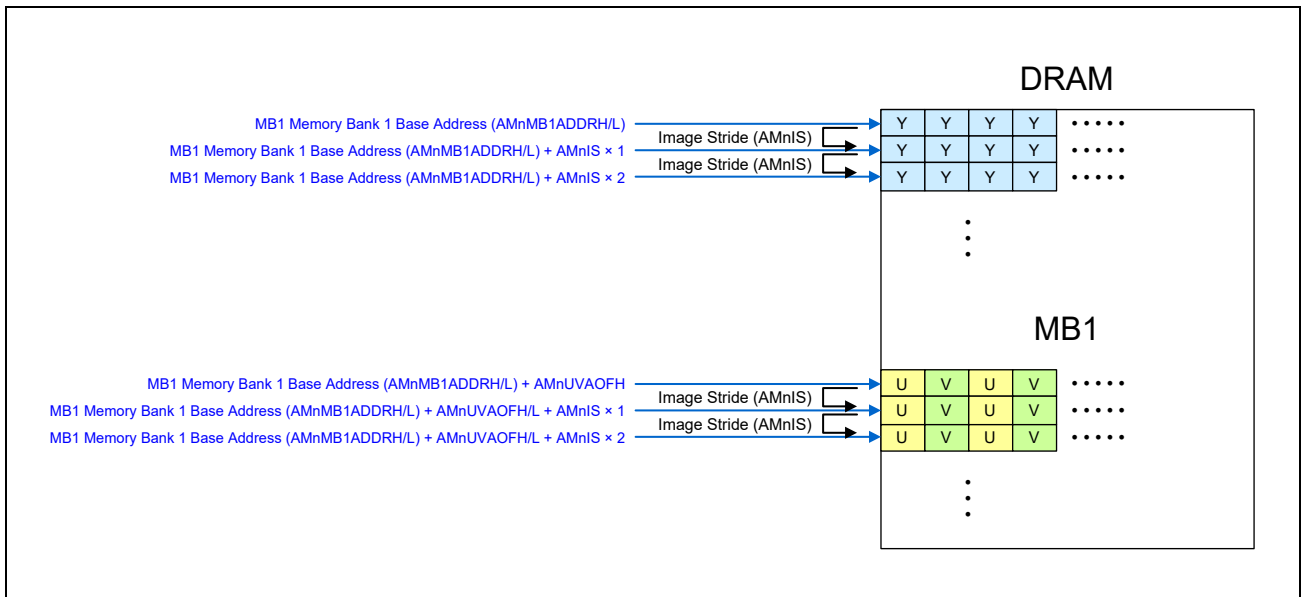 DRAM
MB1 Memory Bank 1 Base Address (AMnMB1ADDRH/L)
Y Y Y Y •••••
Image Stride (AMnIS)
MB1 Memory Bank 1 Base Address (AMnMB1ADDRH/L) + AMnIS × 1
Y Y Y Y •••••
Image Stride (AMnIS)
MB1 Memory Bank 1 Base Address (AMnMB1ADDRH/L) + AMnIS × 2
Y Y Y Y •••••
MB1
MB1 Memory Bank 1 Base Address (AMnMB1ADDRH/L) + AMnUVAOFH
U V U V •••••
Image Stride (AMnIS)
MB1 Memory Bank 1 Base Address (AMnMB1ADDRH/L) + AMnUVAOFH/L + AMnIS × 1
U V U V •••••
Image Stride (AMnIS)
MB1 Memory Bank 1 Base Address (AMnMB1ADDRH/L) + AMnUVAOFH/L + AMnIS × 2
U V U V •••••